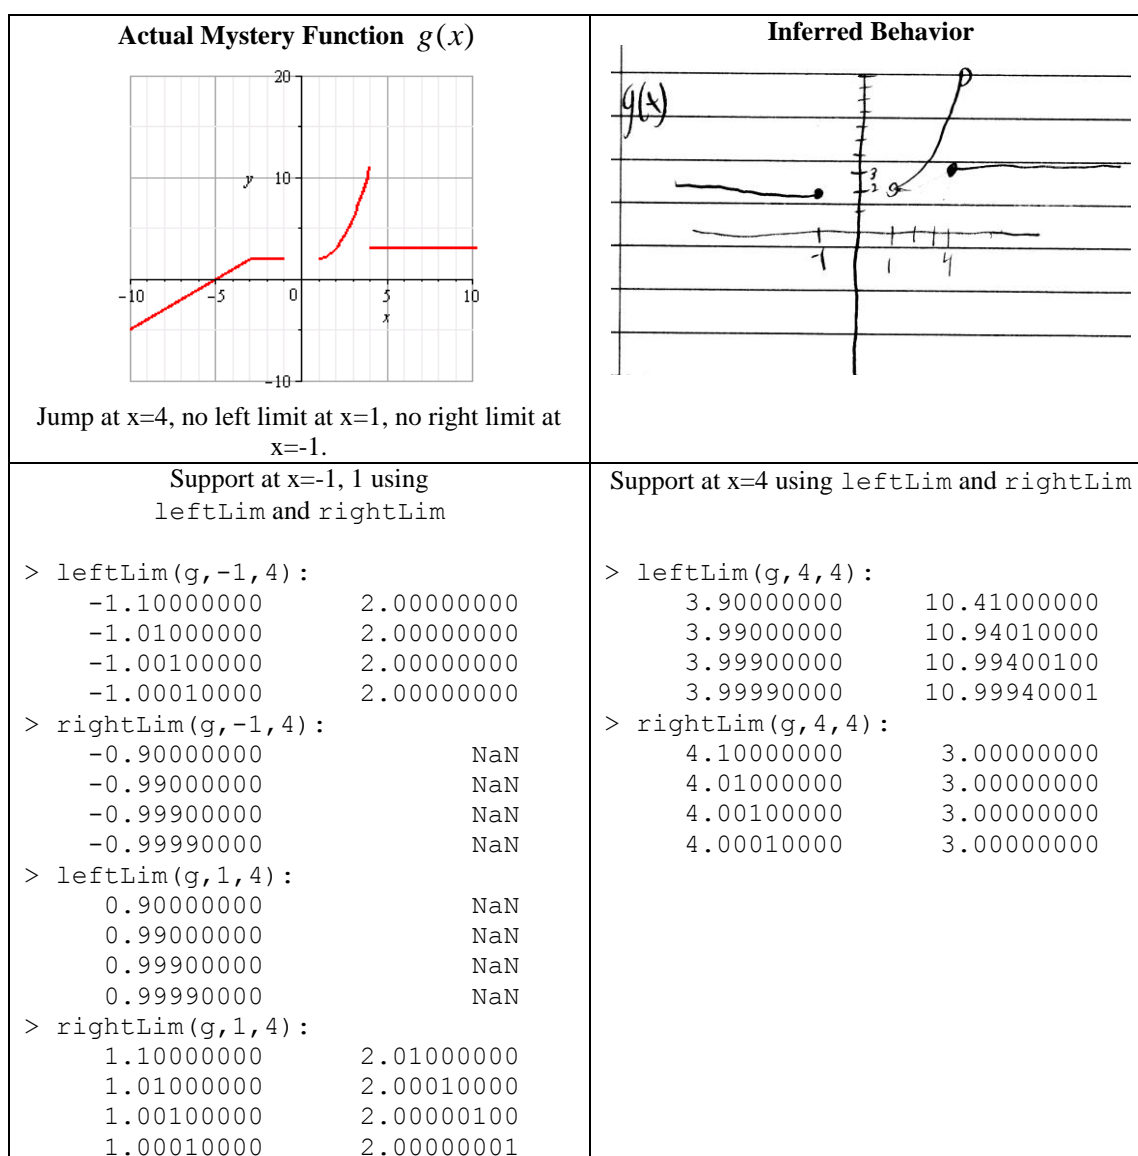 Actual Mystery Function g(x)
20
y
10
-10
-5
0
5
10
x
-10
Jump at x=4, no left limit at x=1, no right limit at
x=-1.
Inferred Behavior
g(x)
3
2
-1
1
4
Support at x=-1, 1 using
leftLim and rightLim
> leftLim(g,-1,4):
-1.10000000 2.00000000
-1.01000000 2.00000000
-1.00100000 2.00000000
-1.00010000 2.00000000
> rightLim(g,-1,4):
-0.90000000 NaN
-0.99000000 NaN
-0.99900000 NaN
-0.99990000 NaN
> leftLim(g,1,4):
0.90000000 NaN
0.99000000 NaN
0.99900000 NaN
0.99990000 NaN
> rightLim(g,1,4):
1.10000000 2.01000000
1.01000000 2.00010000
1.00100000 2.00000100
1.00010000 2.00000001
Support at x=4 using leftLim and rightLim
> leftLim(g,4,4):
3.90000000 10.41000000
3.99000000 10.94010000
3.99900000 10.99400100
3.99990000 10.99940001
> rightLim(g,4,4):
4.10000000 3.00000000
4.01000000 3.00000000
4.00100000 3.00000000
4.00010000 3.00000000